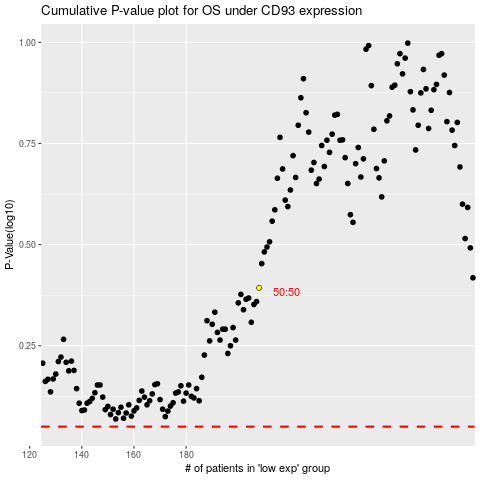 Cumulative P-value plot for OS under CD93 expression
P-Value(log10)
1.00
0.75
0.50
0.25
50:50
120 140 160 180
# of patients in 'low exp' group